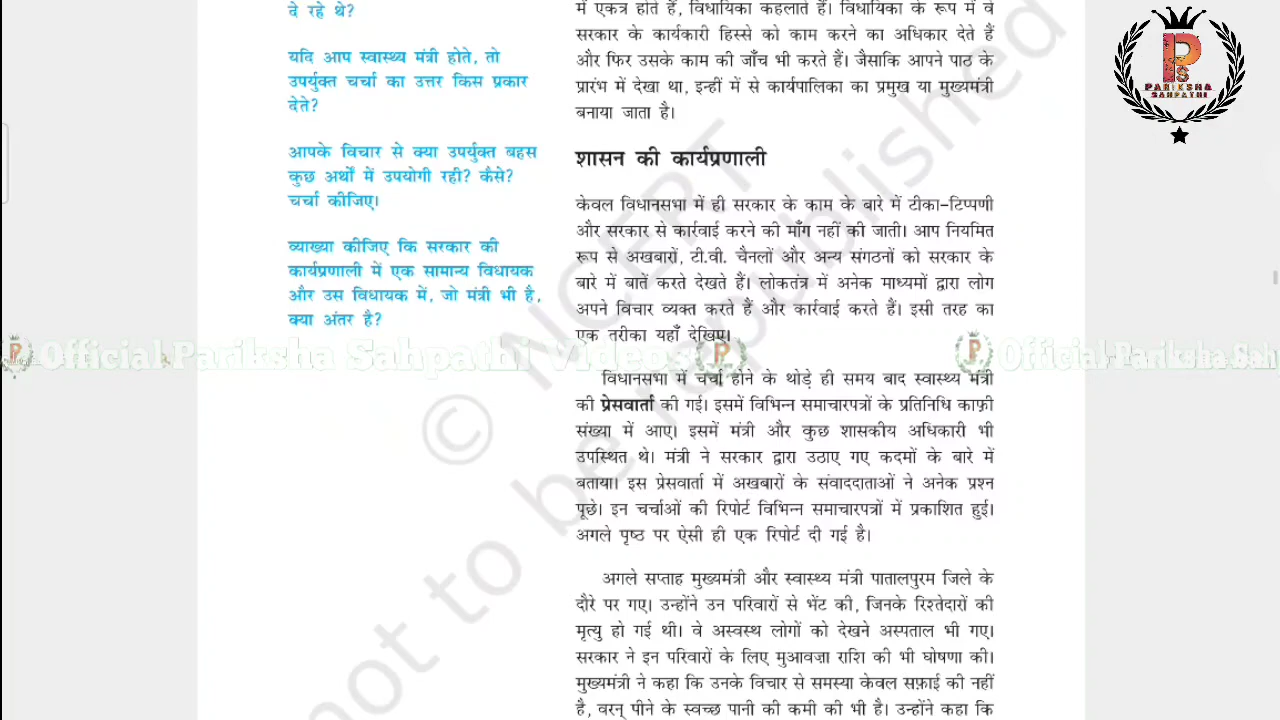 दे रहे थे?
यदि आप स्वास्थ्य मंत्री होते, तो
उपर्युक्त चर्चा का उत्तर किस प्रकार
देते?
आपके विचार से क्या उपर्युक्त बहस
कुछ अर्थों में उपयोगी रही? कैसे?
चर्चा कीजिए।
व्याख्या कीजिए कि सरकार की
कार्यप्रणाली में एक सामान्य विधायक
और उस विधायक में, जो मंत्री भी है,
क्या अंतर है?
में एकत्र होते हैं, विधायिका कहलाते हैं। विधायिका के रूप में वे
सरकार के कार्यकारी हिस्से को काम करने का अधिकार देते हैं
और फिर उसके काम की जाँच भी करते हैं। जैसाकि आपने पाठ के
प्रारंभ में देखा था, इन्हीं में से कार्यपालिका का प्रमुख या मुख्यमंत्री
बनाया जाता है।
शासन की कार्यप्रणाली
केवल विधानसभा में ही सरकार के काम के बारे में टीका-टिप्पणी
और सरकार से कार्रवाई करने की माँग नहीं की जाती। आप नियमित
रूप से अखबारों, टी.वी. चैनलों और अन्य संगठनों को सरकार के
बारे में बातें करते देखते हैं। लोकतंत्र में अनेक माध्यमों द्वारा लोग
अपने विचार व्यक्त करते हैं और कार्रवाई करते हैं। इसी तरह का
एक तरीका यहाँ देखिए।
विधानसभा में चर्चा होने के थोड़े ही समय बाद स्वास्थ्य मंत्री
की प्रेसवार्ता की गई। इसमें विभिन्न समाचारपत्रों के प्रतिनिधि काफ़ी
संख्या में आए। इसमें मंत्री और कुछ शासकीय अधिकारी भी
उपस्थित थे। मंत्री ने सरकार द्वारा उठाए गए कदमों के बारे में
बताया। इस प्रेसवार्ता में अखबारों के संवाददाताओं ने अनेक प्रश्न
पूछे। इन चर्चाओं की रिपोर्ट विभिन्न समाचारपत्रों में प्रकाशित हुई।
अगले पृष्ठ पर ऐसी ही एक रिपोर्ट दी गई है।
अगले सप्ताह मुख्यमंत्री और स्वास्थ्य मंत्री पातालपुरम जिले के
दौरे पर गए। उन्होंने उन परिवारों से भेंट की, जिनके रिश्तेदारों की
मृत्यु हो गई थी। वे अस्वस्थ लोगों को देखने अस्पताल भी गए।
सरकार ने इन परिवारों के लिए मुआवज़ा राशि की भी घोषणा की।
मुख्यमंत्री ने कहा कि उनके विचार से समस्या केवल सफ़ाई की नहीं
है, वरन् पीने के स्वच्छ पानी की कमी की भी है। उन्होंने कहा कि
© NCERT
not to be republished
Official Pariksha Sahpathi Videos
Official Pariksha Sah
PS
PARIKSHA
SAHPATHI